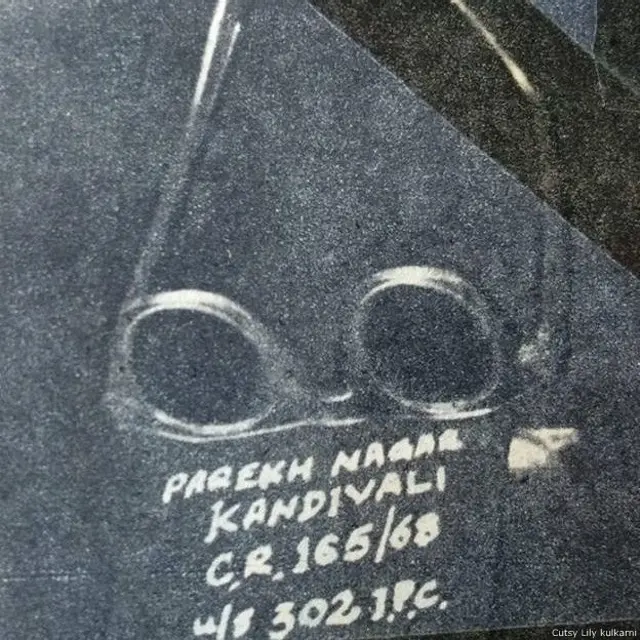 PAREKH NAGAR
KANDIVALI
C.R. 165/68
u/s 302 I.P.C.
Cutsy Lily kulkarni